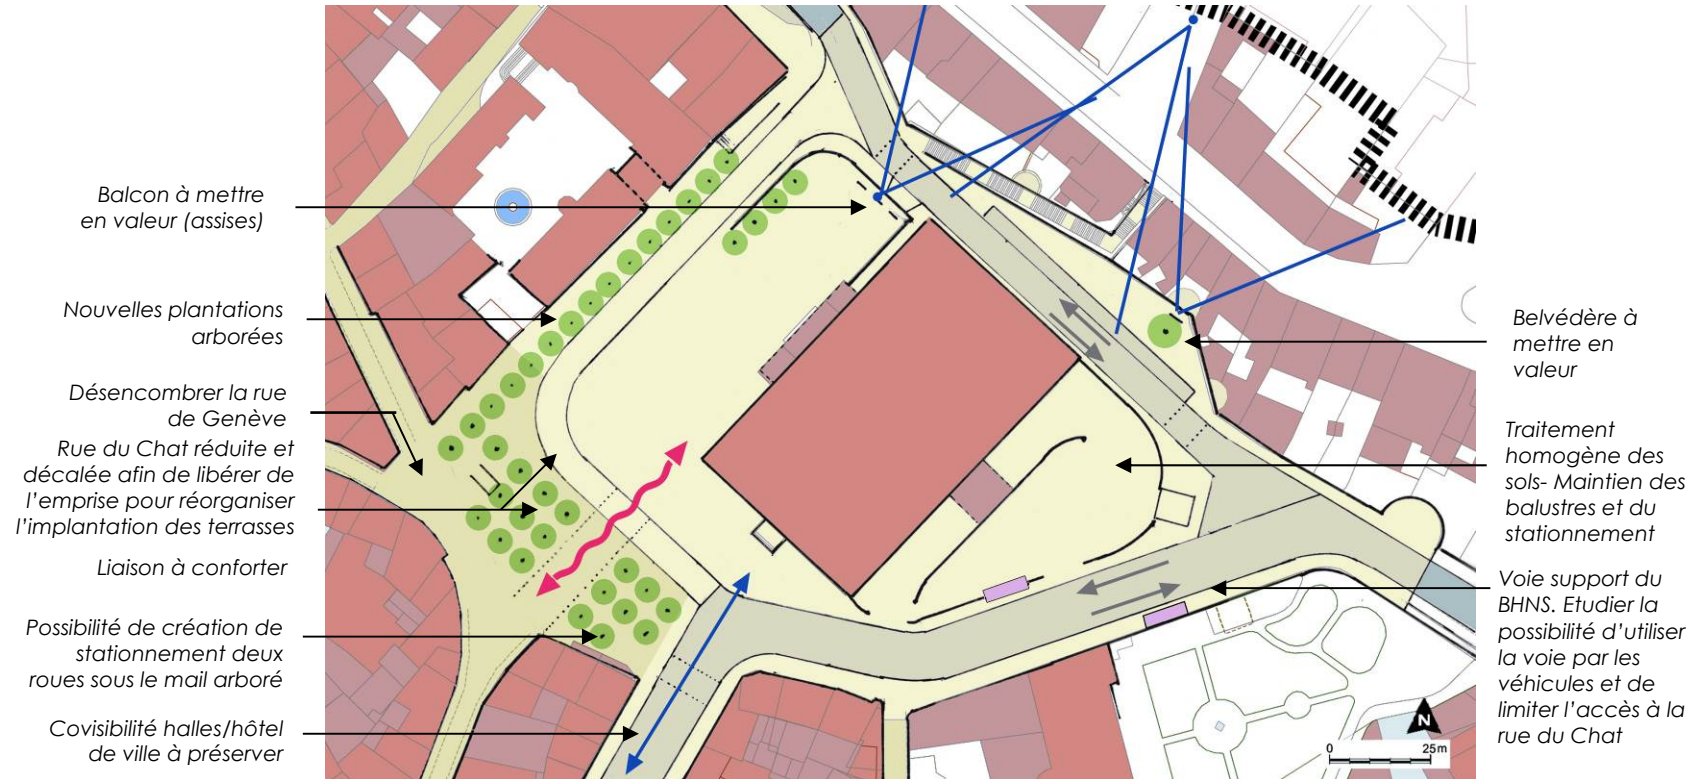 Balcon à mettre
en valeur (assises)
Nouvelles plantations
arborées
Désencombrer la rue
de Genève
Rue du Chat réduite et
décalée afin de libérer de
l'emprise pour réorganiser
l'implantation des terrasses
Liaison à conforter
Possibilité de création de
stationnement deux
roues sous le mail arboré
Covisibilité halles/hôtel
de ville à préserver
Belvédère à
mettre en
valeur
Traitement
homogène des
sols- Maintien des
balustres et du
stationnement
Voie support du
BHNS. Etudier la
possibilité d'utiliser
la voie par les
véhicules et de
limiter l'accès à la
rue du Chat
N
0 25m